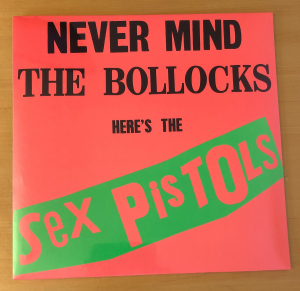 NEVER MIND
THE BOLLOCKS
HERE'S THE
Sex PisTOLs